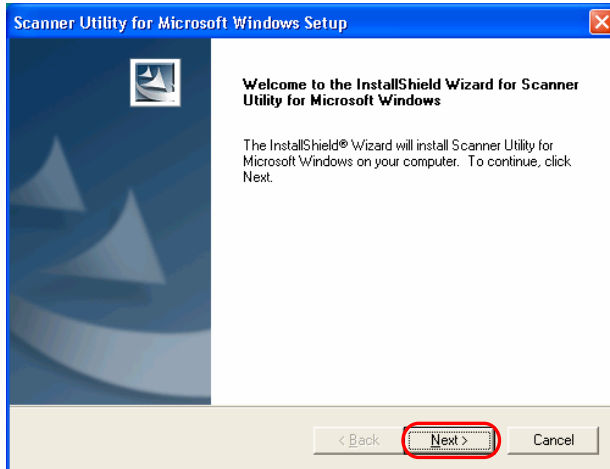 Scanner Utility for Microsoft Windows Setup
Welcome to the InstallShield Wizard for Scanner
Utility for Microsoft Windows
The InstallShield® Wizard will install Scanner Utility for
Microsoft Windows on your computer. To continue, click
Next.
< Back
Next >
Cancel